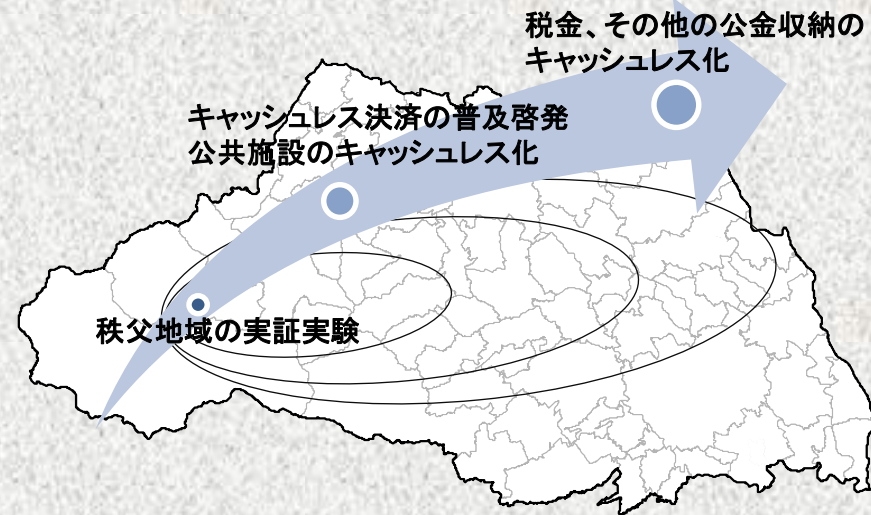 税金、その他の公金収納の
キャッシュレス化
キャッシュレス決済の普及啓発
公共施設のキャッシュレス化
秩父地域の実証実験